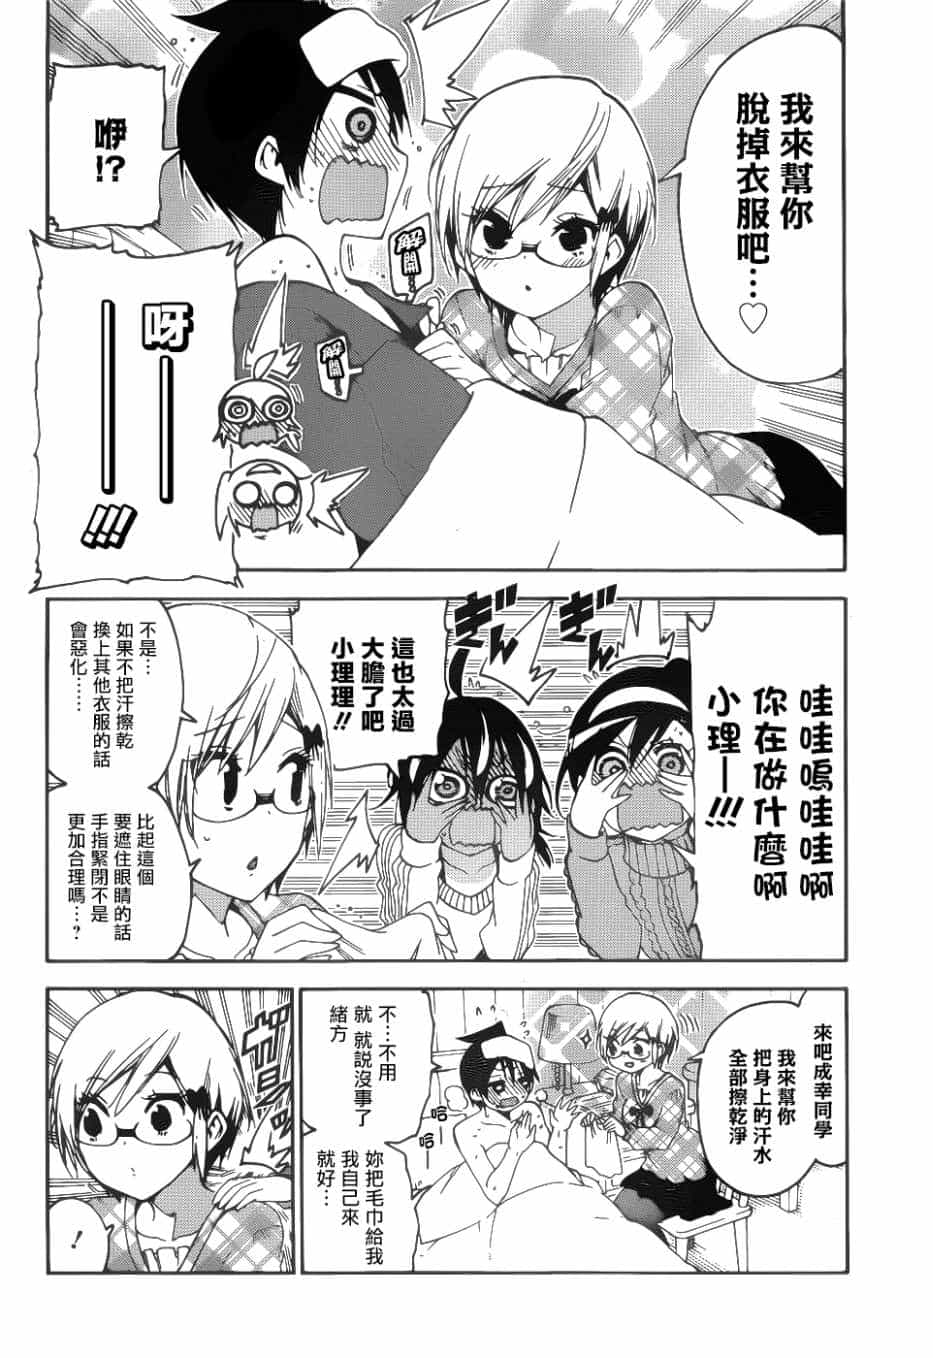 我來幫你
脫掉衣服吧…♡
咿!?
解開…
解開…
呀——!!!
哇哇嗚哇哇啊
你在做什麼啊
小理—!!!
ぎん
ぎん
這也太過
大膽了吧
小理理!!
不是…
如果不把汗擦乾
換上其他衣服的話
會惡化……
比起這個
要遮住眼睛的話
手指緊閉不是
更加合理嗎…?
來吧成幸同學
我來幫你
把身上的汗水
全部擦乾淨
不…不用
就 就說沒事了
緒方
妳把毛巾給我
我自己來
就好…
哈—
哈—
!